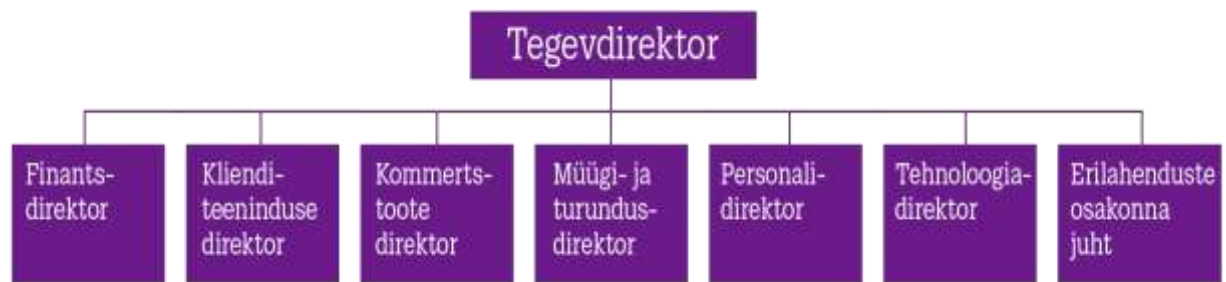 Tegevdirektor
Finants-
direktor
Kliendi-
teeninduse
direktor
Kommerts-
toote
direktor
Müügi- ja
turundus-
direktor
Personali-
direktor
Tehnoloogia-
direktor
Erilahenduste
osakonna
juht